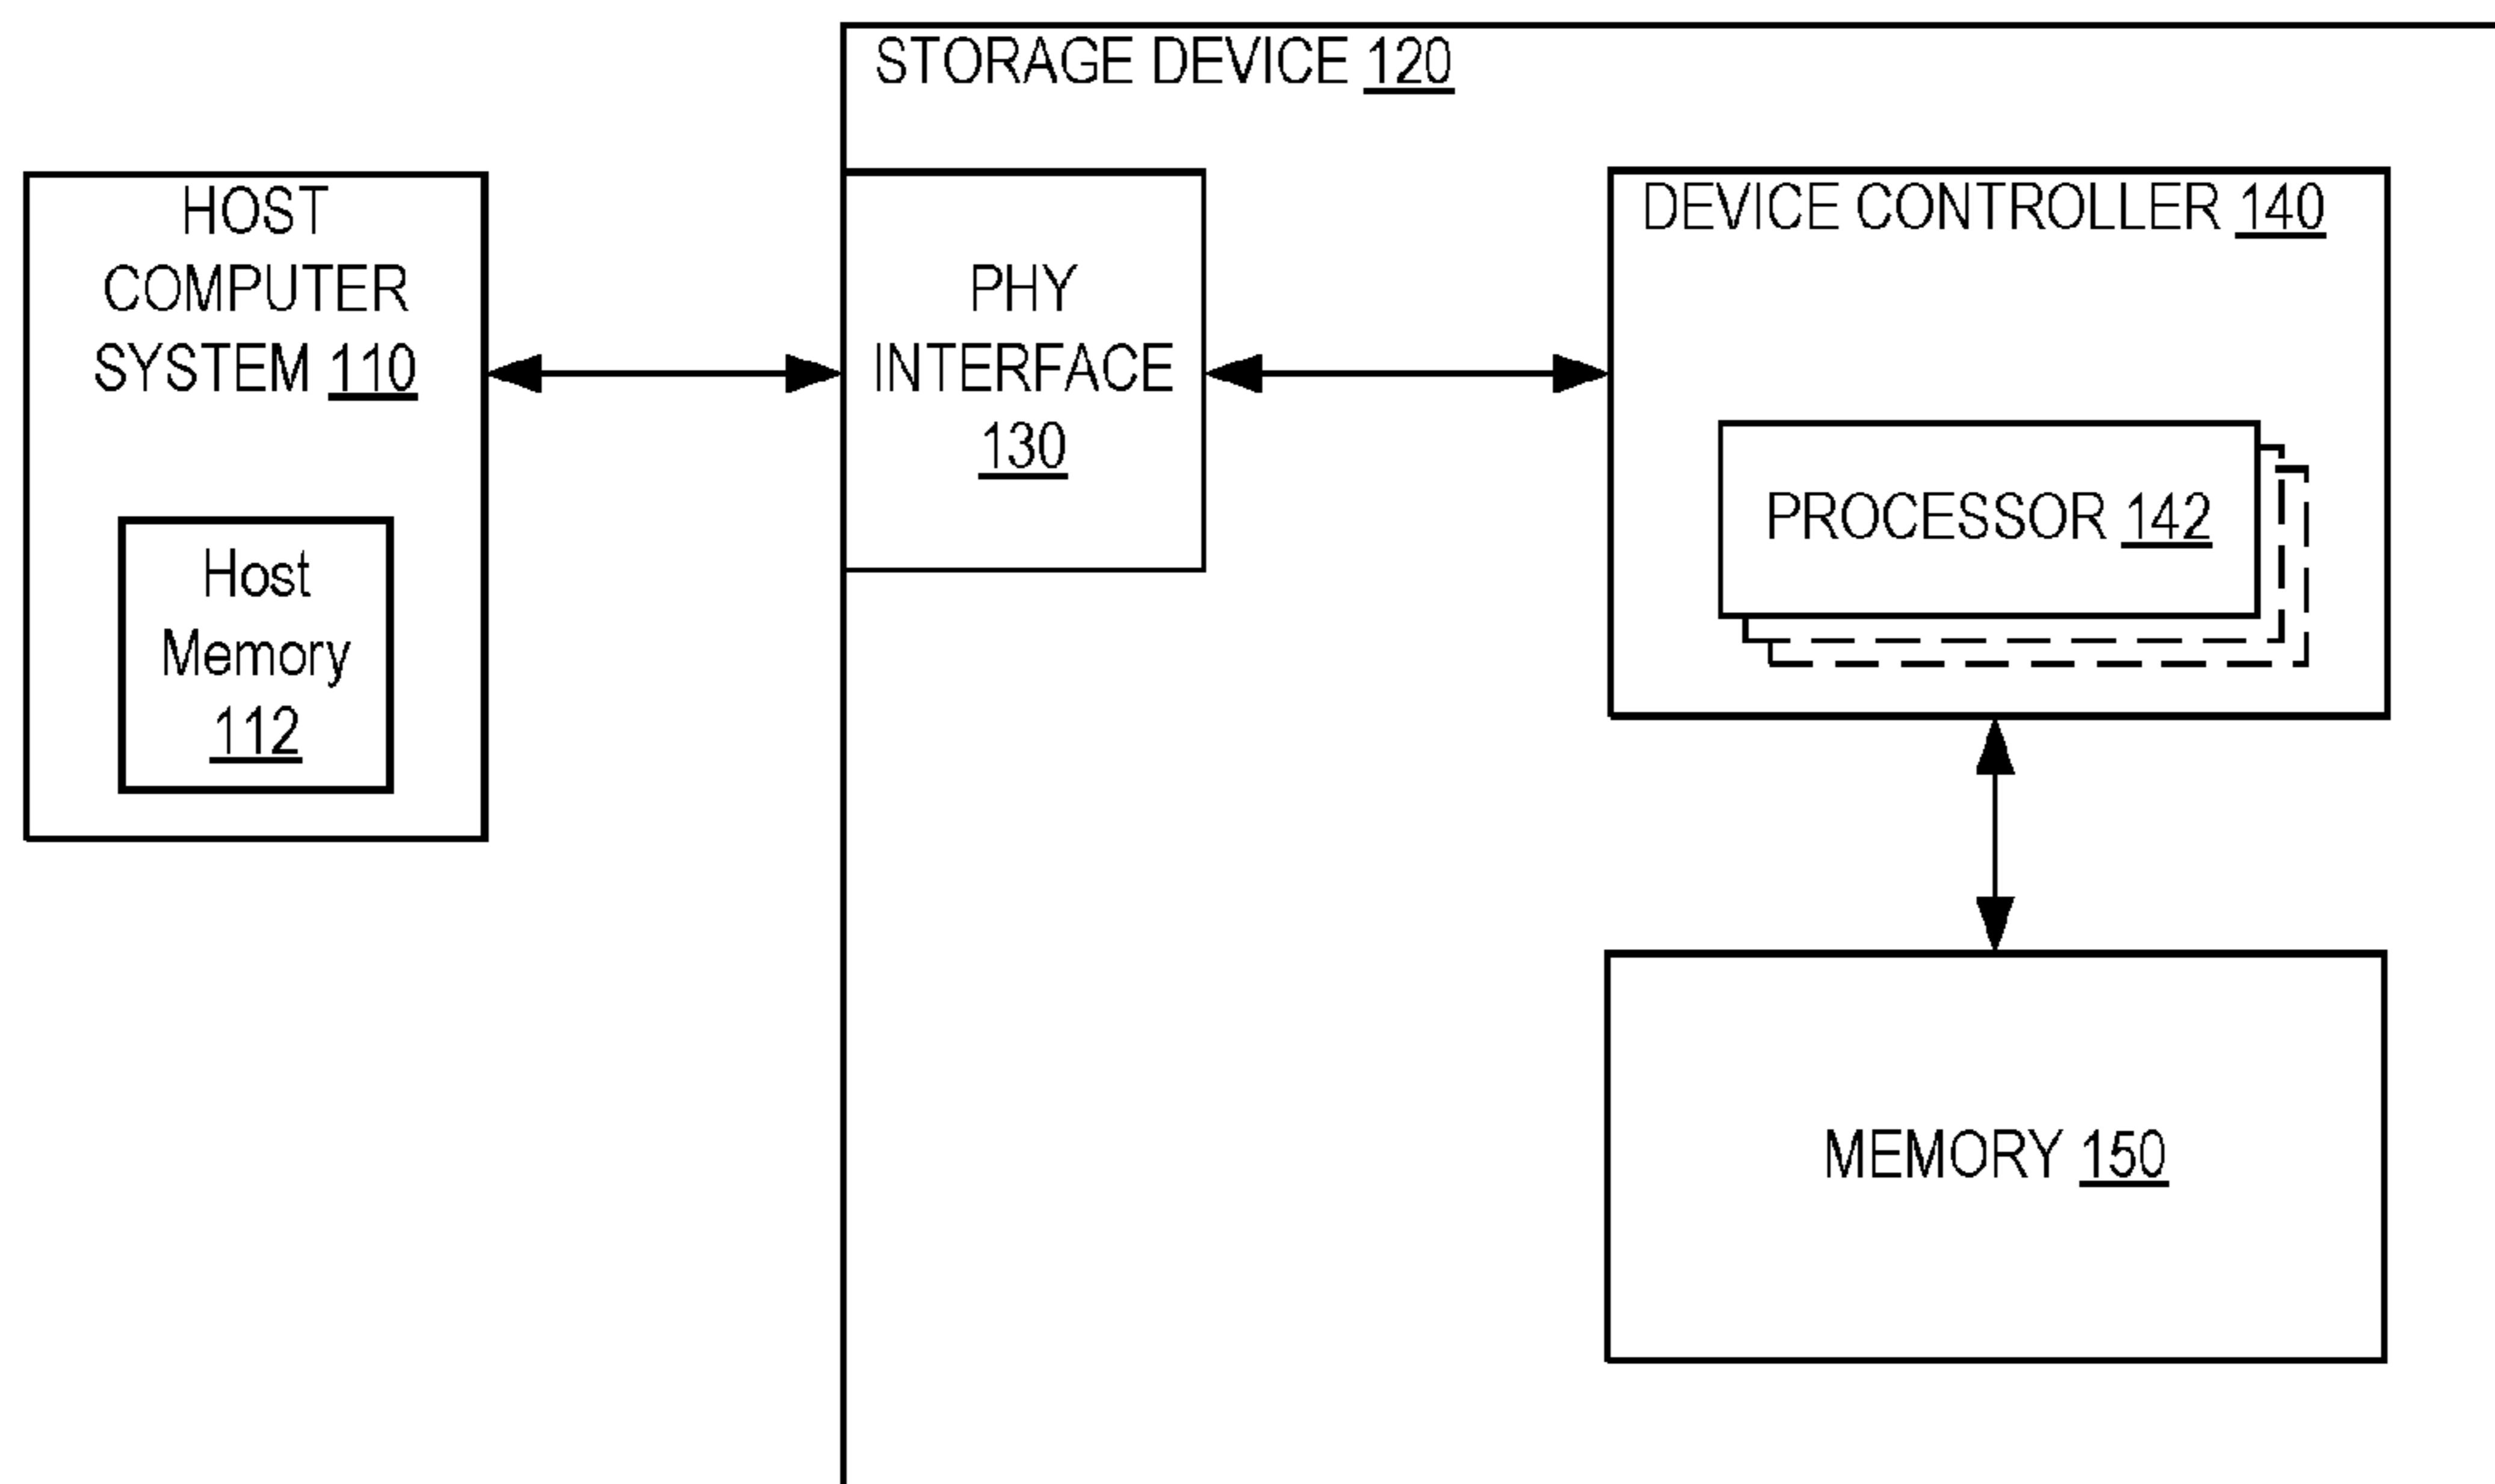 STORAGE DEVICE 120
HOST
COMPUTER
SYSTEM 110
Host
Memory
112
PHY
INTERFACE
130
DEVICE CONTROLLER 140
PROCESSOR 142
MEMORY 150